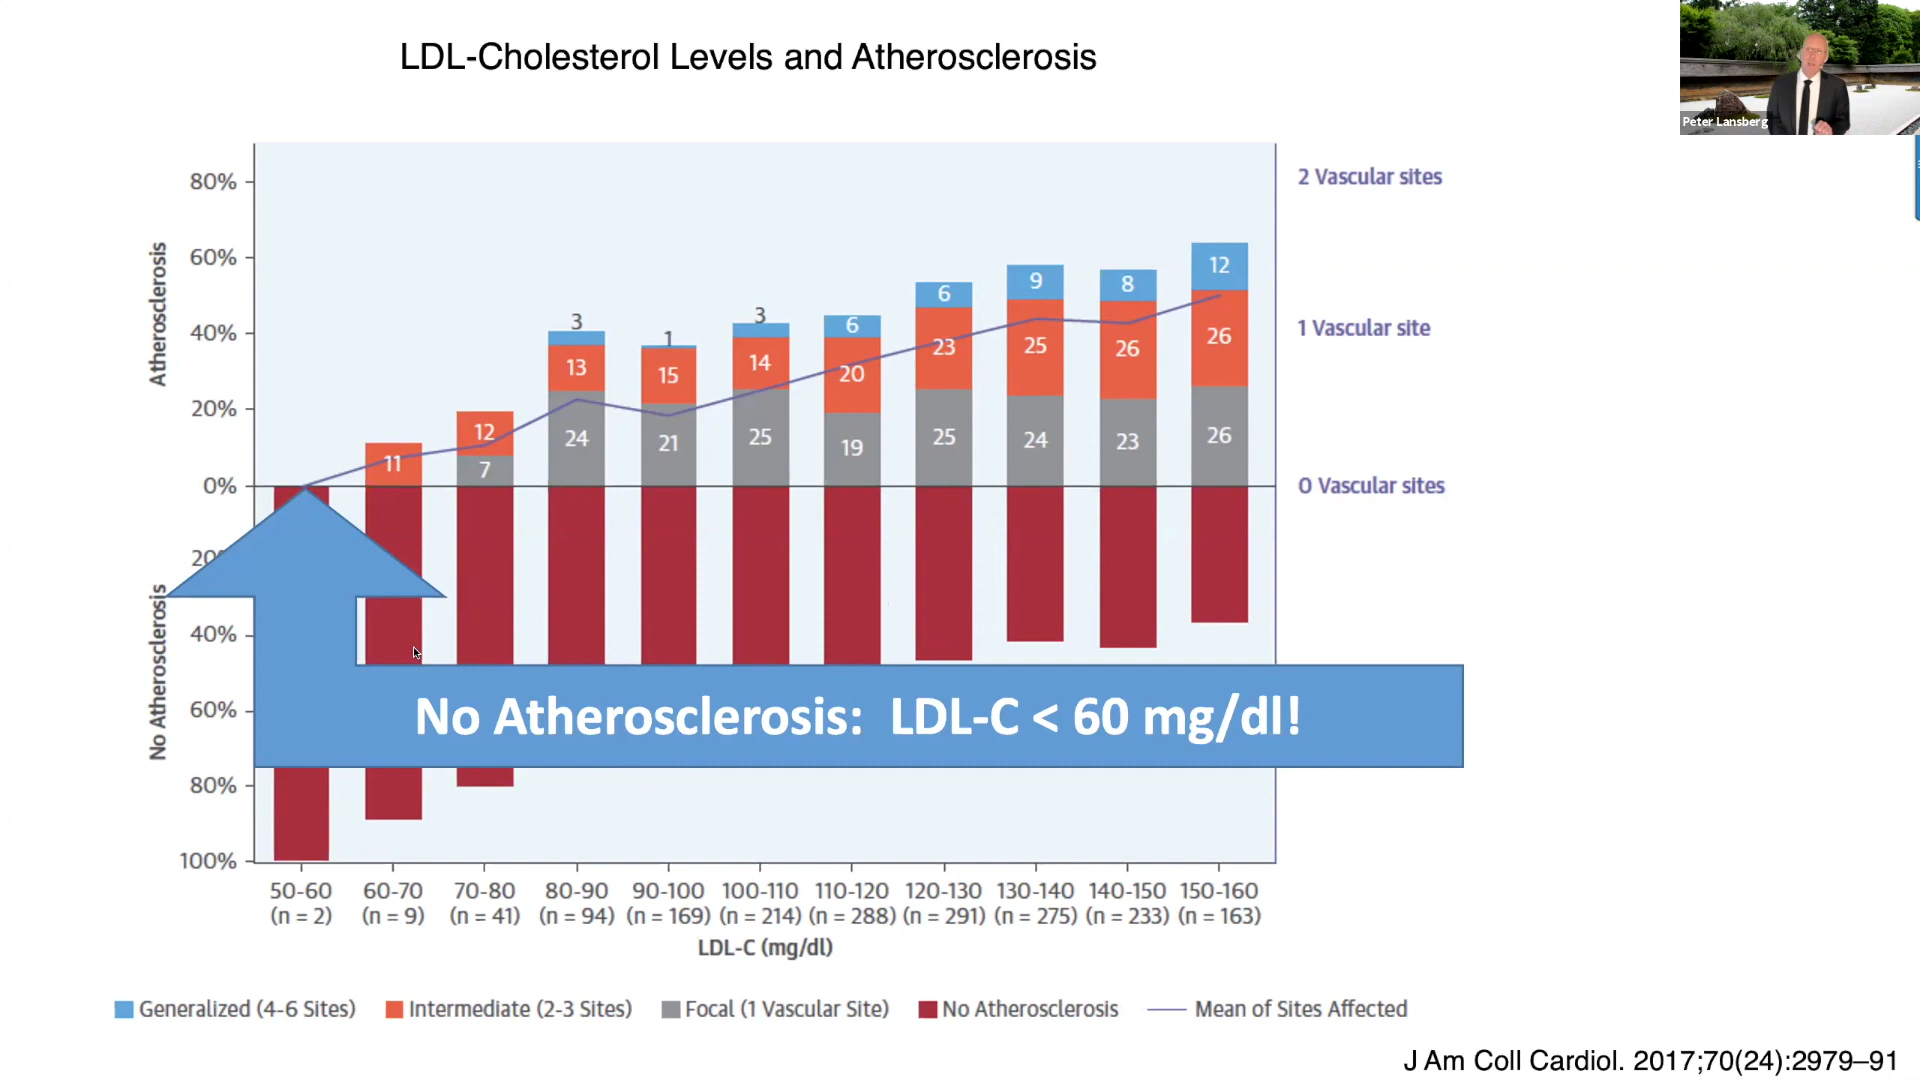 LDL-Cholesterol Levels and Atherosclerosis
Peter Lansberg
Atherosclerosis
No Atherosclerosis
80%
60%
40%
20%
0%
40%
60%
80%
100%
2 Vascular sites
1 Vascular site
0 Vascular sites
11
12
7
3
13
24
1
15
21
3
14
25
6
20
19
6
23
25
9
25
24
8
26
23
12
26
26
No Atherosclerosis: LDL-C < 60 mg/dl!
50-60 60-70 70-80 80-90 90-100 100-110 110-120 120-130 130-140 140-150 150-160
(n = 2) (n = 9) (n = 41) (n = 94) (n = 169) (n = 214) (n = 288) (n = 291) (n = 275) (n = 233) (n = 163)
LDL-C (mg/dl)
Generalized (4-6 Sites) Intermediate (2-3 Sites) Focal (1 Vascular Site) No Atherosclerosis Mean of Sites Affected
J Am Coll Cardiol. 2017;70(24):2979–91